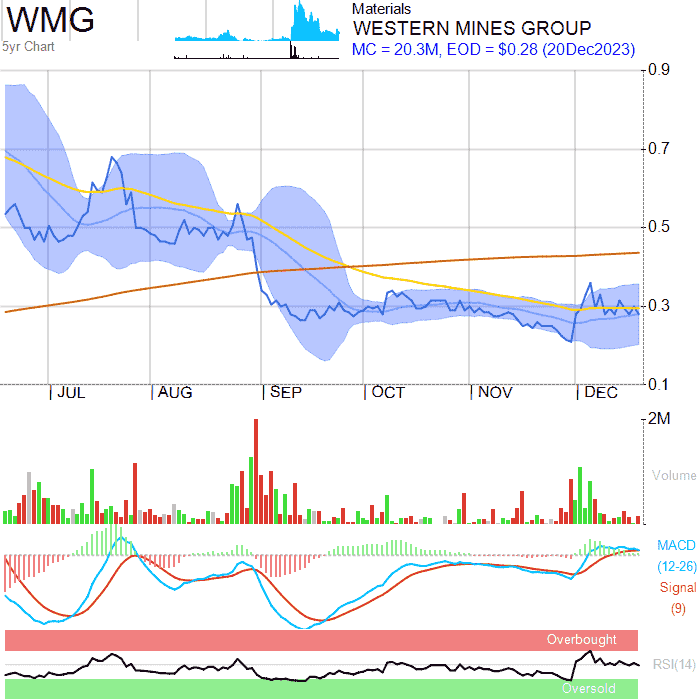 WMG
5yr Chart
Materials
WESTERN MINES GROUP
MC = 20.3M, EOD = $0.28 (20Dec2023)
0.9
0.7
0.5
0.3
0.1
JUL AUG SEP OCT NOV DEC
2M
Volume
MACD
(12-26)
Signal
(9)
Overbought
RSI(14)
Oversold